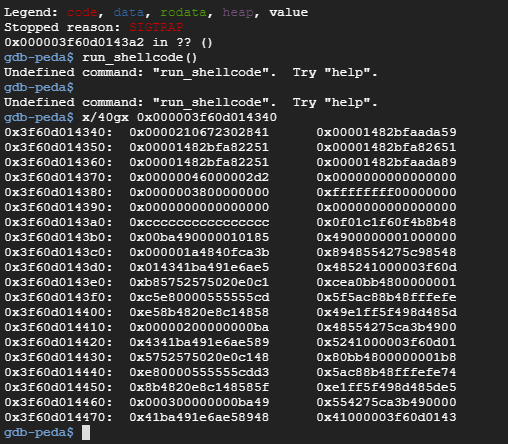 Legend: code, data, rodata, heap, value
Stopped reason: SIGTRAP
0x000003f60d0143a2 in ?? ()
gdb-peda$ run_shellcode()
Undefined command: "run_shellcode".  Try "help".
gdb-peda$
Undefined command: "run_shellcode".  Try "help".
gdb-peda$ x/40gx 0x000003f60d014340
0x3f60d014340:  0x0000210672302841      0x00001482bfaada59
0x3f60d014350:  0x00001482bfa82251      0x00001482bfa82651
0x3f60d014360:  0x00001482bfa82251      0x00001482bfaada89
0x3f60d014370:  0x00000046000002d2      0x0000000000000000
0x3f60d014380:  0x0000003800000000      0xffffffff00000000
0x3f60d014390:  0x0000000000000000      0x0000000000000000
0x3f60d0143a0:  0xcccccccccccccccc      0x0f01c1f60f4b8b48
0x3f60d0143b0:  0x00ba490000010185      0x4900000001000000
0x3f60d0143c0:  0x000001a4840fca3b      0x8948554275c98548
0x3f60d0143d0:  0x014341ba491e6ae5      0x485241000003f60d
0x3f60d0143e0:  0xb85752575020e0c1      0xcea0bb4800000001
0x3f60d0143f0:  0xc5e80000555555cd      0x5f5ac88b48fffefe
0x3f60d014400:  0xe58b4820e8c14858      0x49e1ff5f498d485d
0x3f60d014410:  0x00000200000000ba      0x48554275ca3b4900
0x3f60d014420:  0x4341ba491e6ae589      0x5241000003f60d01
0x3f60d014430:  0x5752575020e0c148      0x80bb4800000001b8
0x3f60d014440:  0xe80000555555cdd3      0x5ac88b48fffefe74
0x3f60d014450:  0x8b4820e8c148585f      0xe1ff5f498d485de5
0x3f60d014460:  0x000300000000ba49      0x554275ca3b490000
0x3f60d014470:  0x41ba491e6ae58948      0x41000003f60d0143
gdb-peda$